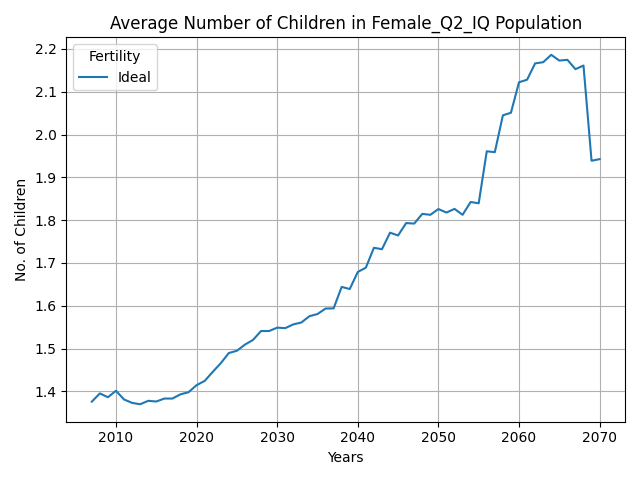 Average Number of Children in Female_Q2_IQ Population
Fertility
Ideal
No. of Children
2.2
2.1
2.0
1.9
1.8
1.7
1.6
1.5
1.4
2010 2020 2030 2040 2050 2060 2070
Years